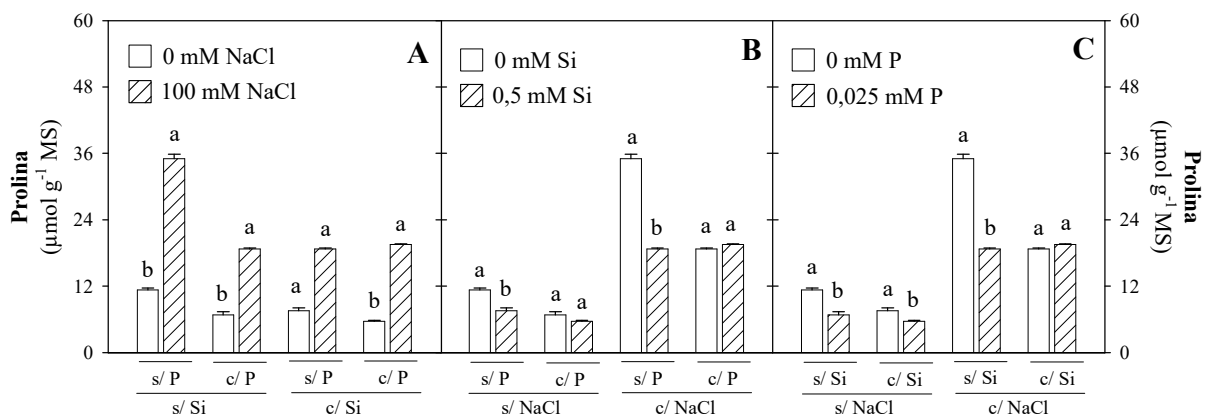 60
48
36
24
12
0
Prolina
(µmol g-1 MS)
A
0 mM NaCl
100 mM NaCl
b
a
b
a
a
a
b
a
s/ P
c/ P
s/ P
c/ P
s/ Si
c/ Si
B
0 mM Si
0,5 mM Si
a
b
a
a
a
b
a
a
s/ P
c/ P
s/ P
c/ P
s/ NaCl
c/ NaCl
C
0 mM P
0,025 mM P
a
b
a
b
a
b
a
a
s/ Si
c/ Si
s/ Si
c/ Si
s/ NaCl
c/ NaCl
60
48
36
24
12
0
Prolina
(µmol g-1 MS)